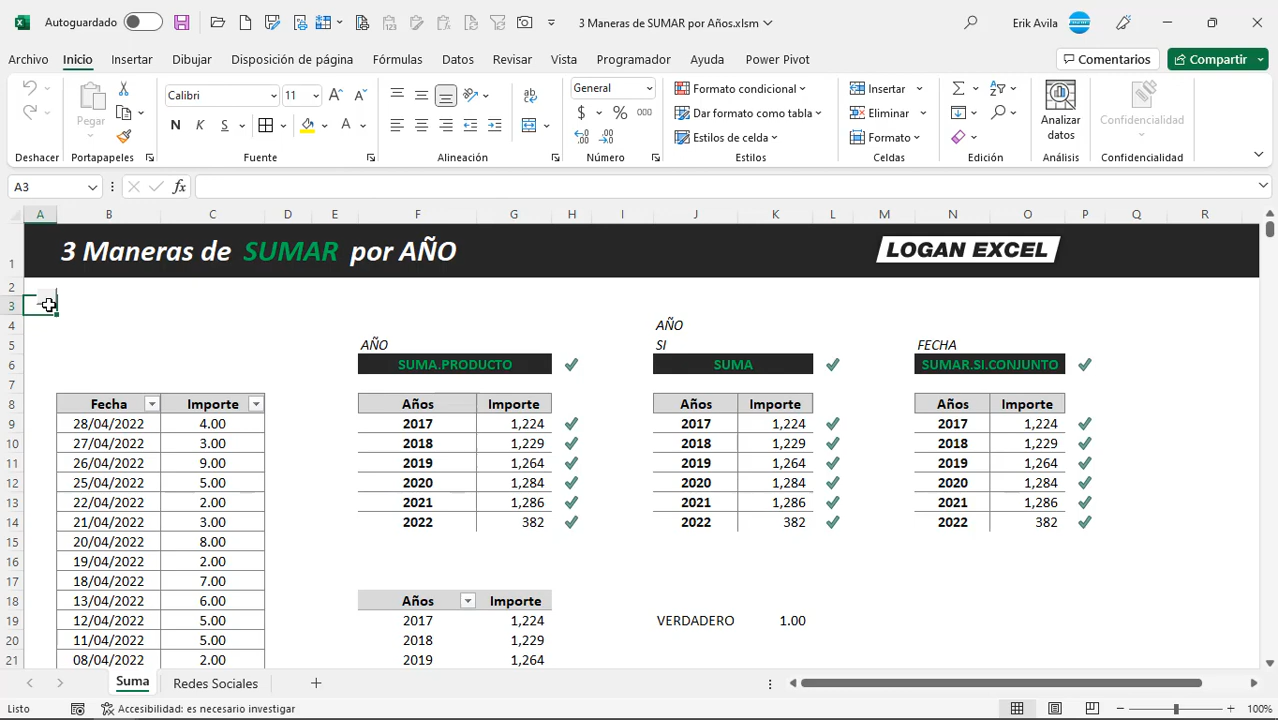 Autoguardado
3 Maneras de SUMAR por Años.xlsm
Erik Avila
Archivo Inicio Insertar Dibujar Disposición de página Fórmulas Datos Revisar Vista Programador Ayuda Power Pivot Comentarios Compartir
Pegar
Calibri 11
N K S A
General
$ % 000
Formato condicional
Dar formato como tabla
Estilos de celda
Insertar
Eliminar
Formato
Analizar datos
Confidencialidad
Deshacer Portapapeles Fuente Alineación Número Estilos Celdas Edición Análisis Confidencialidad
A3 fx
A B C D E F G H I J K L M N O P Q R
1 3 Maneras de SUMAR por AÑO LOGAN EXCEL
2
3
4 AÑO
5 AÑO SI FECHA
6 SUMA.PRODUCTO SUMA SUMAR.SI.CONJUNTO
7
8 Fecha Importe Años Importe Años Importe Años Importe
9 28/04/2022 4.00 2017 1,224 2017 1,224 2017 1,224
10 27/04/2022 3.00 2018 1,229 2018 1,229 2018 1,229
11 26/04/2022 9.00 2019 1,264 2019 1,264 2019 1,264
12 25/04/2022 5.00 2020 1,284 2020 1,284 2020 1,284
13 22/04/2022 2.00 2021 1,286 2021 1,286 2021 1,286
14 21/04/2022 3.00 2022 382 2022 382 2022 382
15 20/04/2022 8.00
16 19/04/2022 2.00
17 18/04/2022 7.00
18 13/04/2022 6.00 Años Importe
19 12/04/2022 5.00 2017 1,224 VERDADERO 1.00
20 11/04/2022 5.00 2018 1,229
21 08/04/2022 2.00 2019 1,264
Suma Redes Sociales
Listo Accesibilidad: es necesario investigar 100%